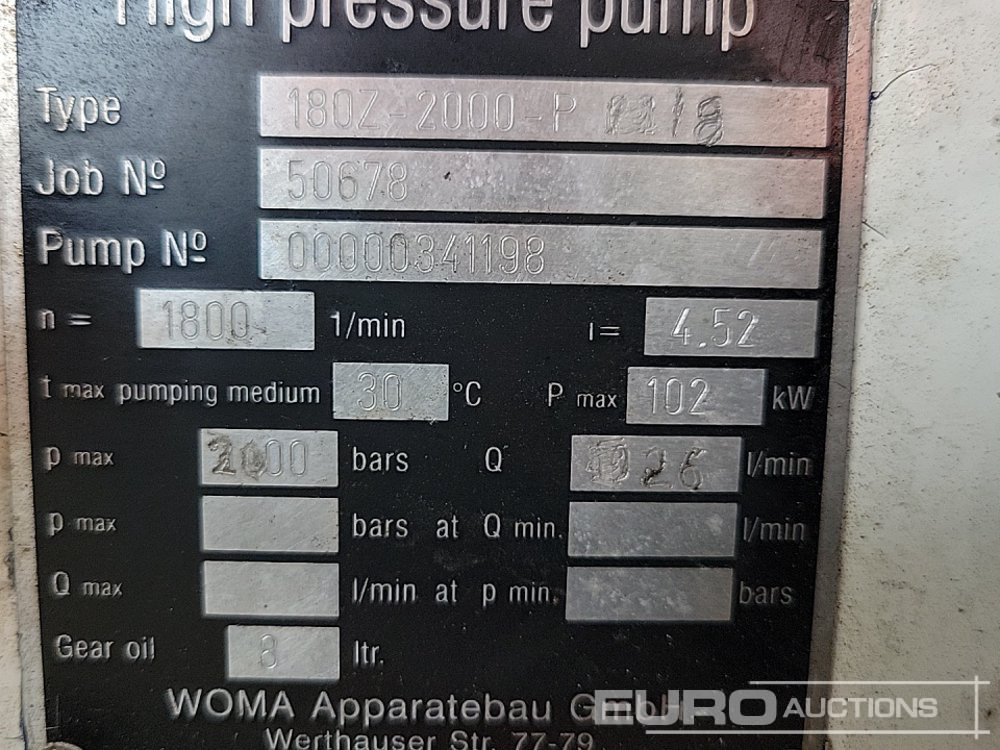 High pressure pump
Type 180Z-2000-P 18
Job Nº 50678
Pump Nº 00000341198
n = 1800 1/min i = 4.52
t max pumping medium 30 °C P max 102 kW
p max 2000 bars Q 26 l/min
p max bars at Q min. l/min
Q max l/min at p min. bars
Gear oil 8 ltr.
WOMA Apparatebau GmbH
Werthauser Str. 77-79
EURO AUCTIONS